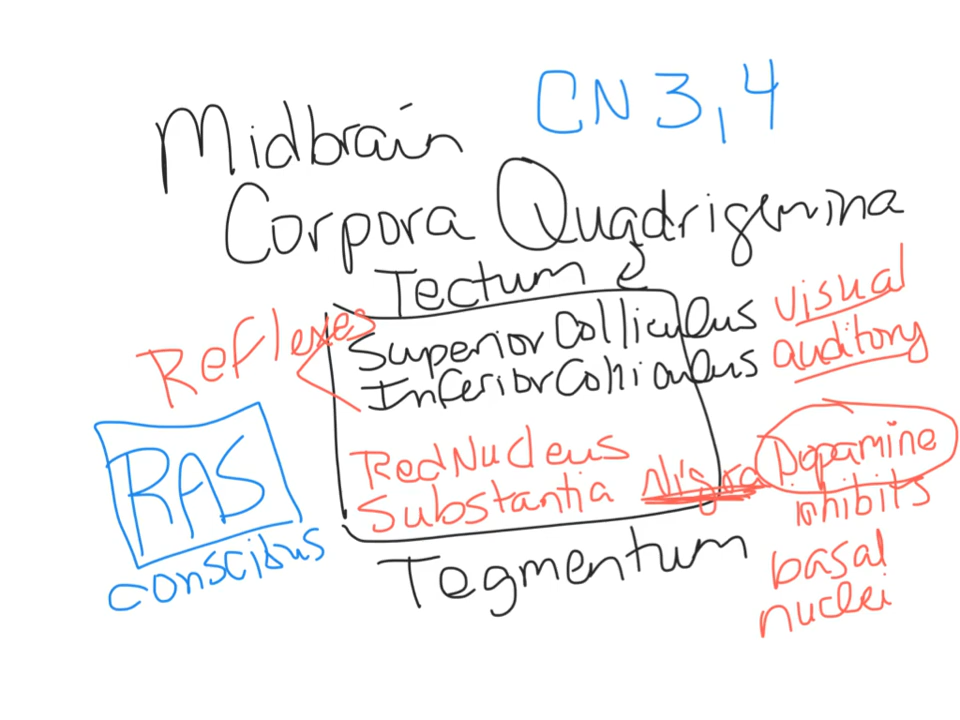 CN 3,4
Midbrain
Corpora Quadrigemina
Tectum
Reflexes
Superior Colliculus visual
Inferior Colliculus auditory
Red Nucleus
Substantia Nigra Dopamine
inhibits
basal
nuclei
RAS
conscious
Tegmentum